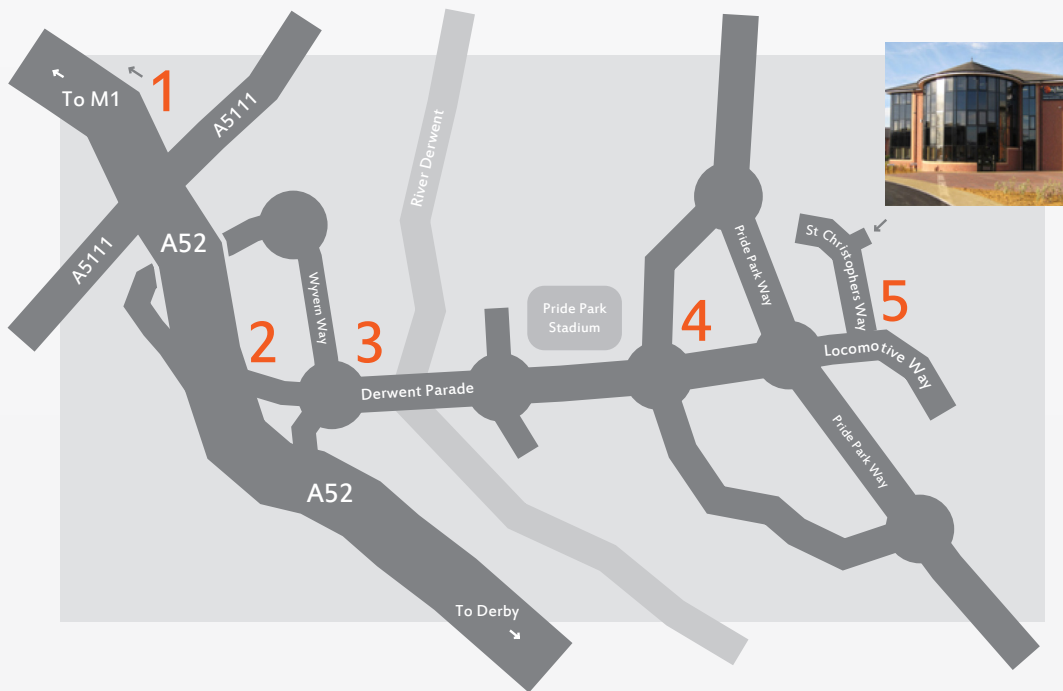 1
To M1
A5111
River Derwent
A52
A5111
Wyvern Way
Pride Park Way
St Christophers Way
2
3
Pride Park
Stadium
4
5
Derwent Parade
Locomotive Way
Pride Park Way
A52
To Derby